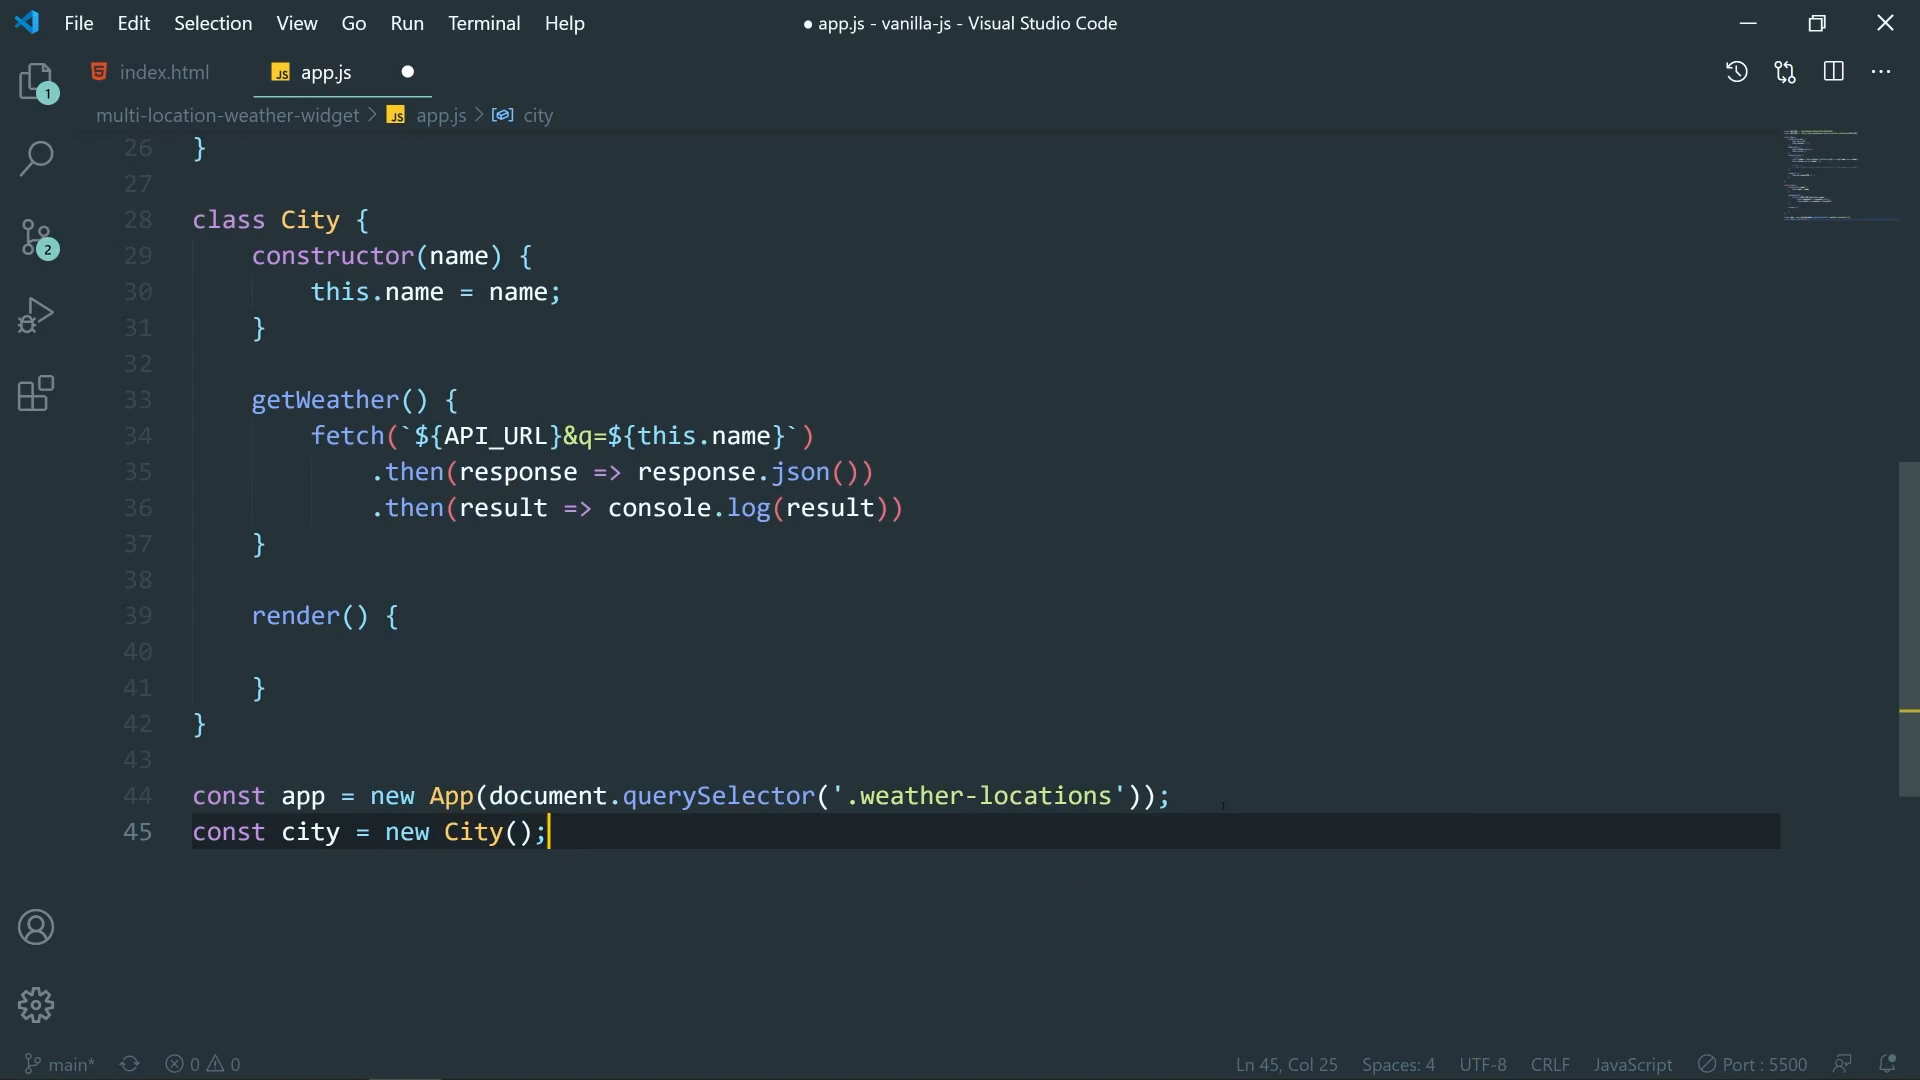 File Edit Selection View Go Run Terminal Help ● app.js - vanilla-js - Visual Studio Code
index.html JS app.js
multi-location-weather-widget > JS app.js > city
1
2
26 }
27
28 class City {
29 constructor(name) {
30 this.name = name;
31 }
32
33 getWeather() {
34 fetch(`${API_URL}&q=${this.name}`)
35 .then(response => response.json())
36 .then(result => console.log(result))
37 }
38
39 render() {
40
41 }
42 }
43
44 const app = new App(document.querySelector('.weather-locations'));
45 const city = new City();
main* 0 0 Ln 45, Col 25 Spaces: 4 UTF-8 CRLF JavaScript Port : 5500